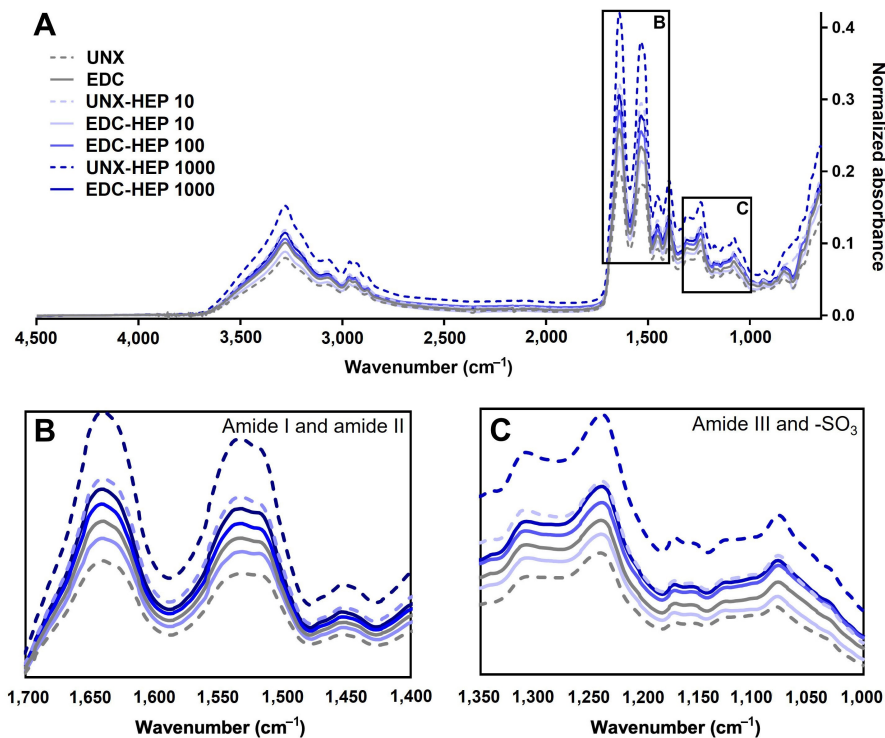 A
UNX
EDC
UNX-HEP 10
EDC-HEP 10
EDC-HEP 100
UNX-HEP 1000
EDC-HEP 1000
B
C
0.4
0.3
0.2
0.1
0.0
Normalized absorbance
4,500 3,500 3,000 2,500 2,000 1,500 1,000
Wavenumber (cm⁻¹)
B
Amide I and amide II
1,700 1,650 1,600 1,550 1,500 1,450 1,400
Wavenumber (cm⁻¹)
C
Amide III and -SO₃
1,350 1,300 1,250 1,200 1,150 1,100 1,050 1,000
Wavenumber (cm⁻¹)